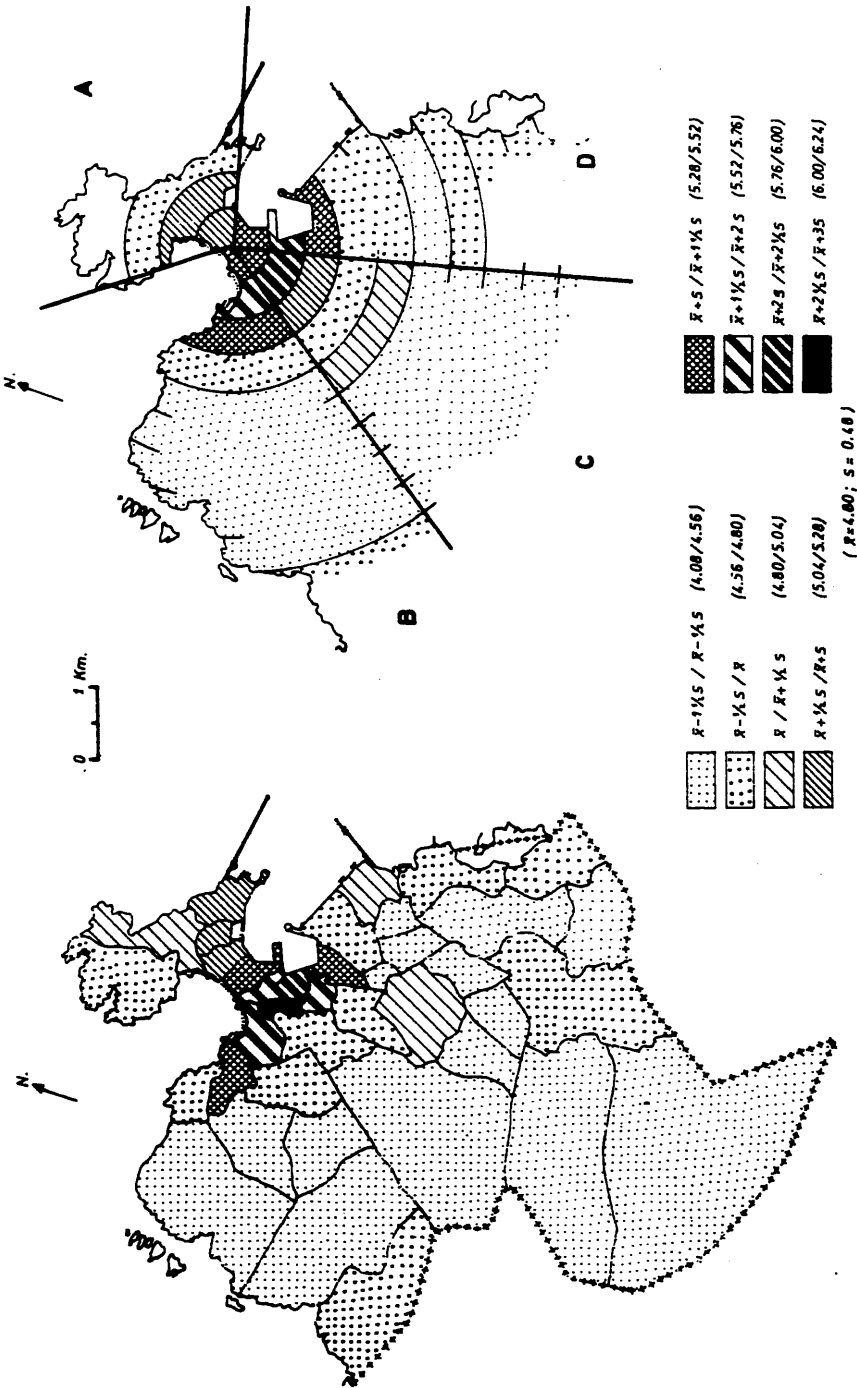 N.
N.
0 1 Km.
A
B
C
D
x̄-1½s / x̄-½s (4.08/4.56)
x̄-½s / x̄ (4.56/4.80)
x̄ / x̄+½s (4.80/5.04)
x̄+½s / x̄+s (5.04/5.28)
x̄+s / x̄+1½s (5.28/5.52)
x̄+1½s / x̄+2s (5.52/5.76)
x̄+2s / x̄+2½s (5.76/6.00)
x̄+2½s / x̄+3s (6.00/6.24)
(x̄=4.80; s=0.48)